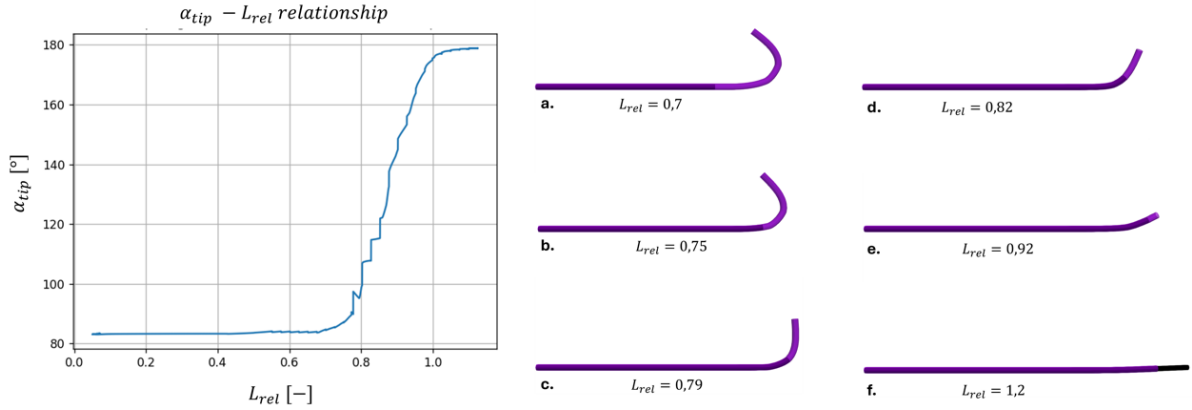 α_tip − L_rel relationship
180
160
140
120
100
80
α_tip [°]
0.0 0.2 0.4 0.6 0.8 1.0
L_rel [−]
a. L_rel = 0,7
b. L_rel = 0,75
c. L_rel = 0,79
d. L_rel = 0,82
e. L_rel = 0,92
f. L_rel = 1,2